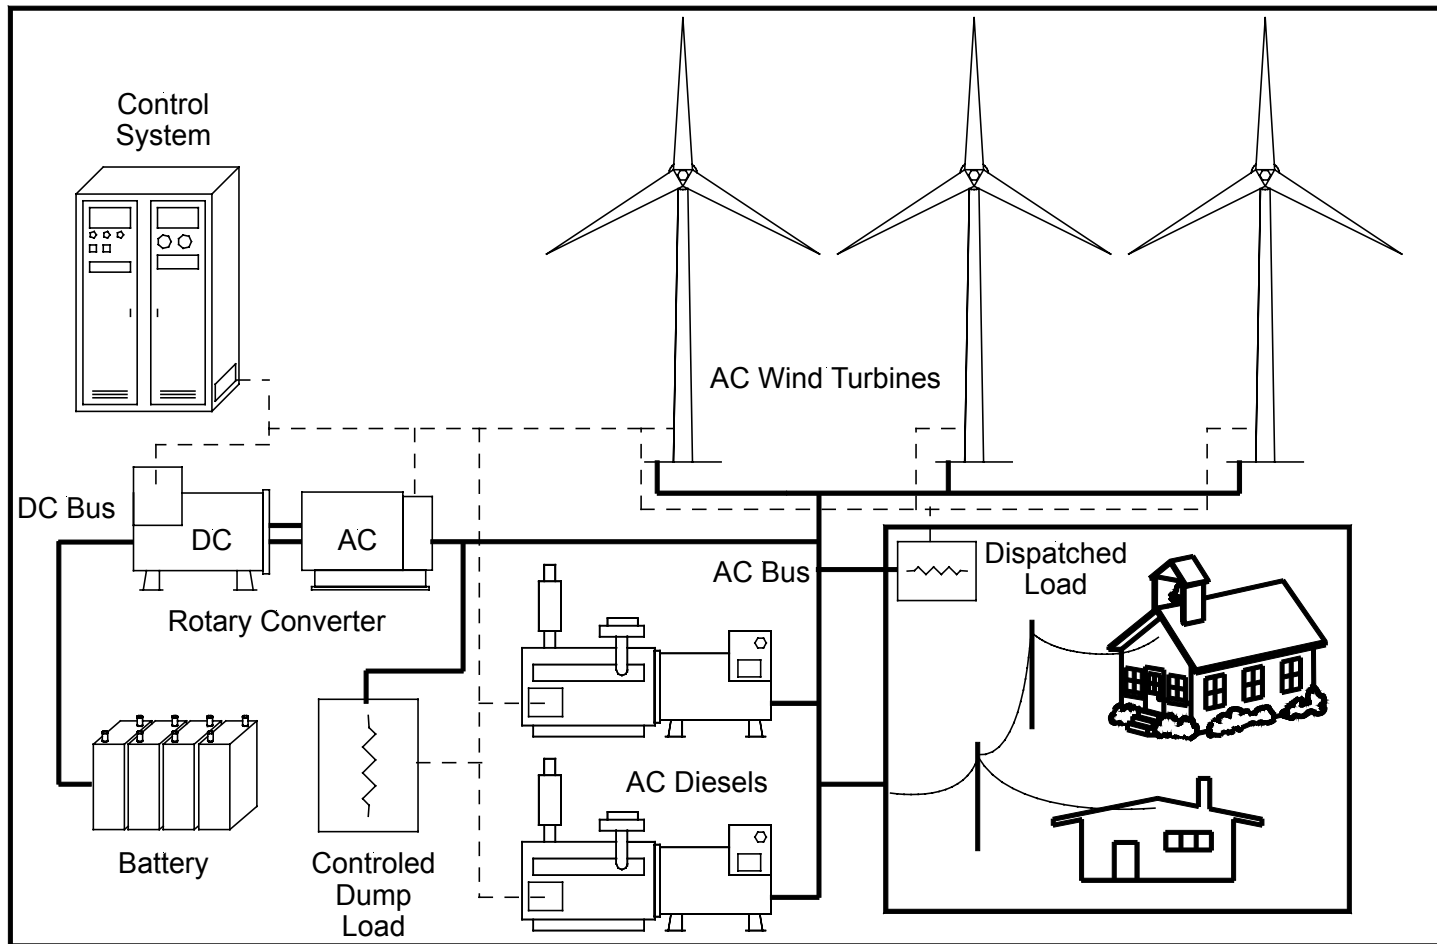 Control
System
AC Wind Turbines
DC Bus
DC
AC
Rotary Converter
AC Bus
Dispatched
Load
AC Diesels
Battery
Controled
Dump
Load